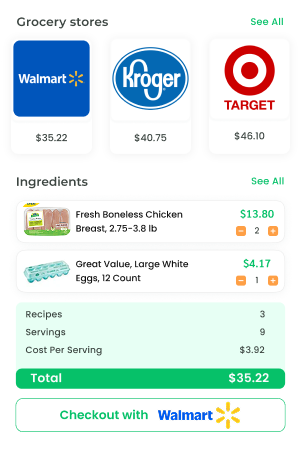 Grocery stores
See All
Walmart
Kroger
TARGET
$35.22
$40.75
$46.10
Ingredients
See All
Fresh Boneless Chicken
Breast, 2.75-3.8 lb
$13.80
2
Great Value, Large White
Eggs, 12 Count
$4.17
1
Recipes 3
Servings 9
Cost Per Serving $3.92
Total $35.22
Checkout with Walmart